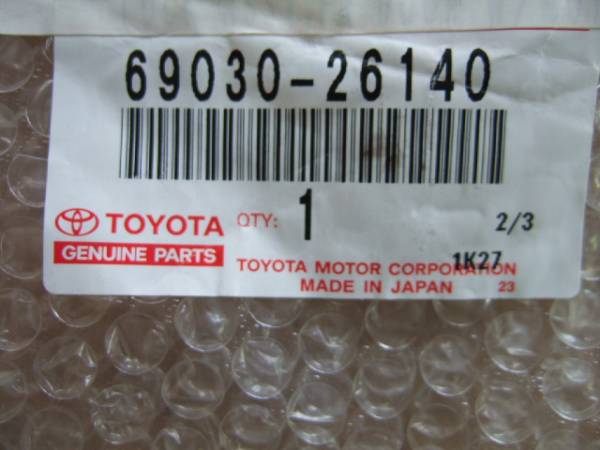 69030-26140
TOYOTA QTY: 1 2/3
GENUINE PARTS
1K27
TOYOTA MOTOR CORPORATION
MADE IN JAPAN 23